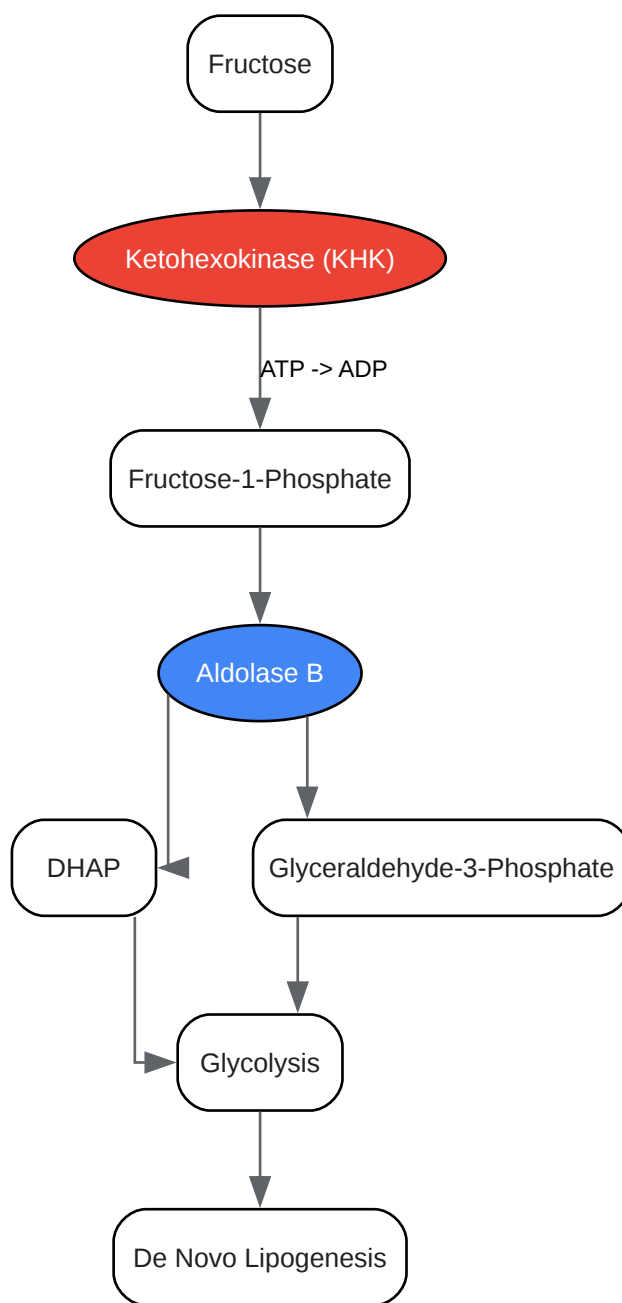 Fructose
Ketohexokinase (KHK)
ATP -> ADP
Fructose-1-Phosphate
Aldolase B
DHAP
Glyceraldehyde-3-Phosphate
Glycolysis
De Novo Lipogenesis